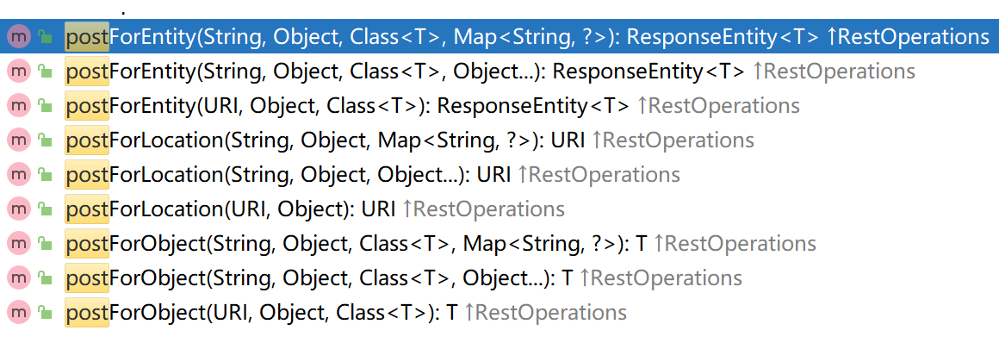 m postForEntity(String, Object, Class<T>, Map<String, ?>): ResponseEntity<T> ↑RestOperations
m postForEntity(String, Object, Class<T>, Object...): ResponseEntity<T> ↑RestOperations
m postForEntity(URI, Object, Class<T>): ResponseEntity<T> ↑RestOperations
m postForLocation(String, Object, Map<String, ?>): URI ↑RestOperations
m postForLocation(String, Object, Object...): URI ↑RestOperations
m postForLocation(URI, Object): URI ↑RestOperations
m postForObject(String, Object, Class<T>, Map<String, ?>): T ↑RestOperations
m postForObject(String, Object, Class<T>, Object...): T ↑RestOperations
m postForObject(URI, Object, Class<T>): T ↑RestOperations